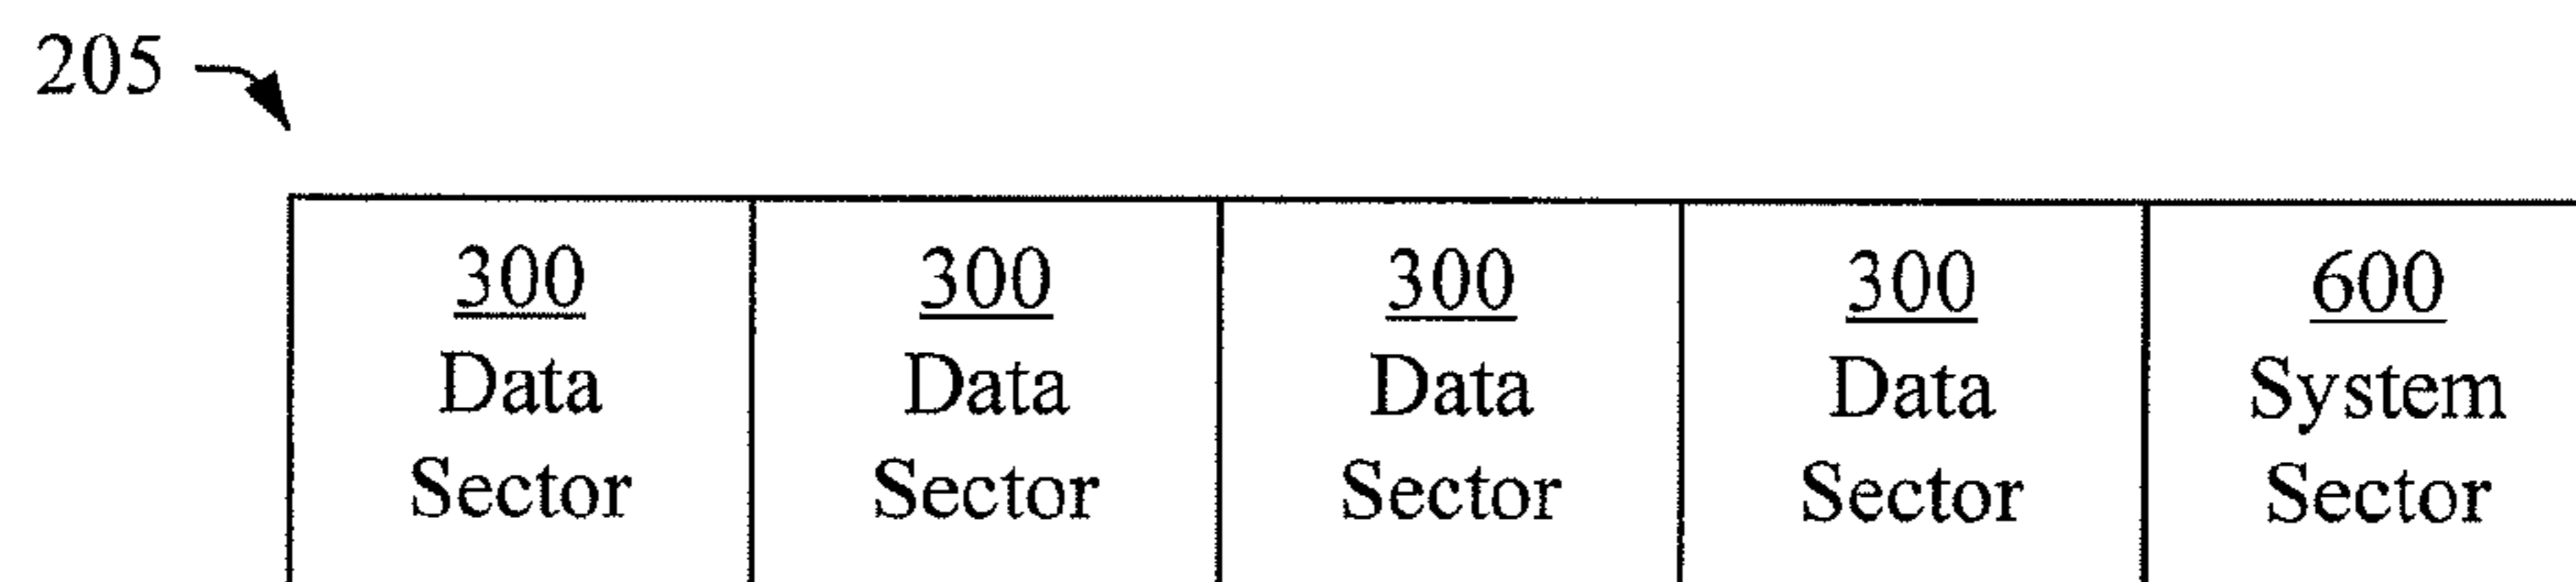 205
300 300 300 300 600
Data Data Data Data System
Sector Sector Sector Sector Sector